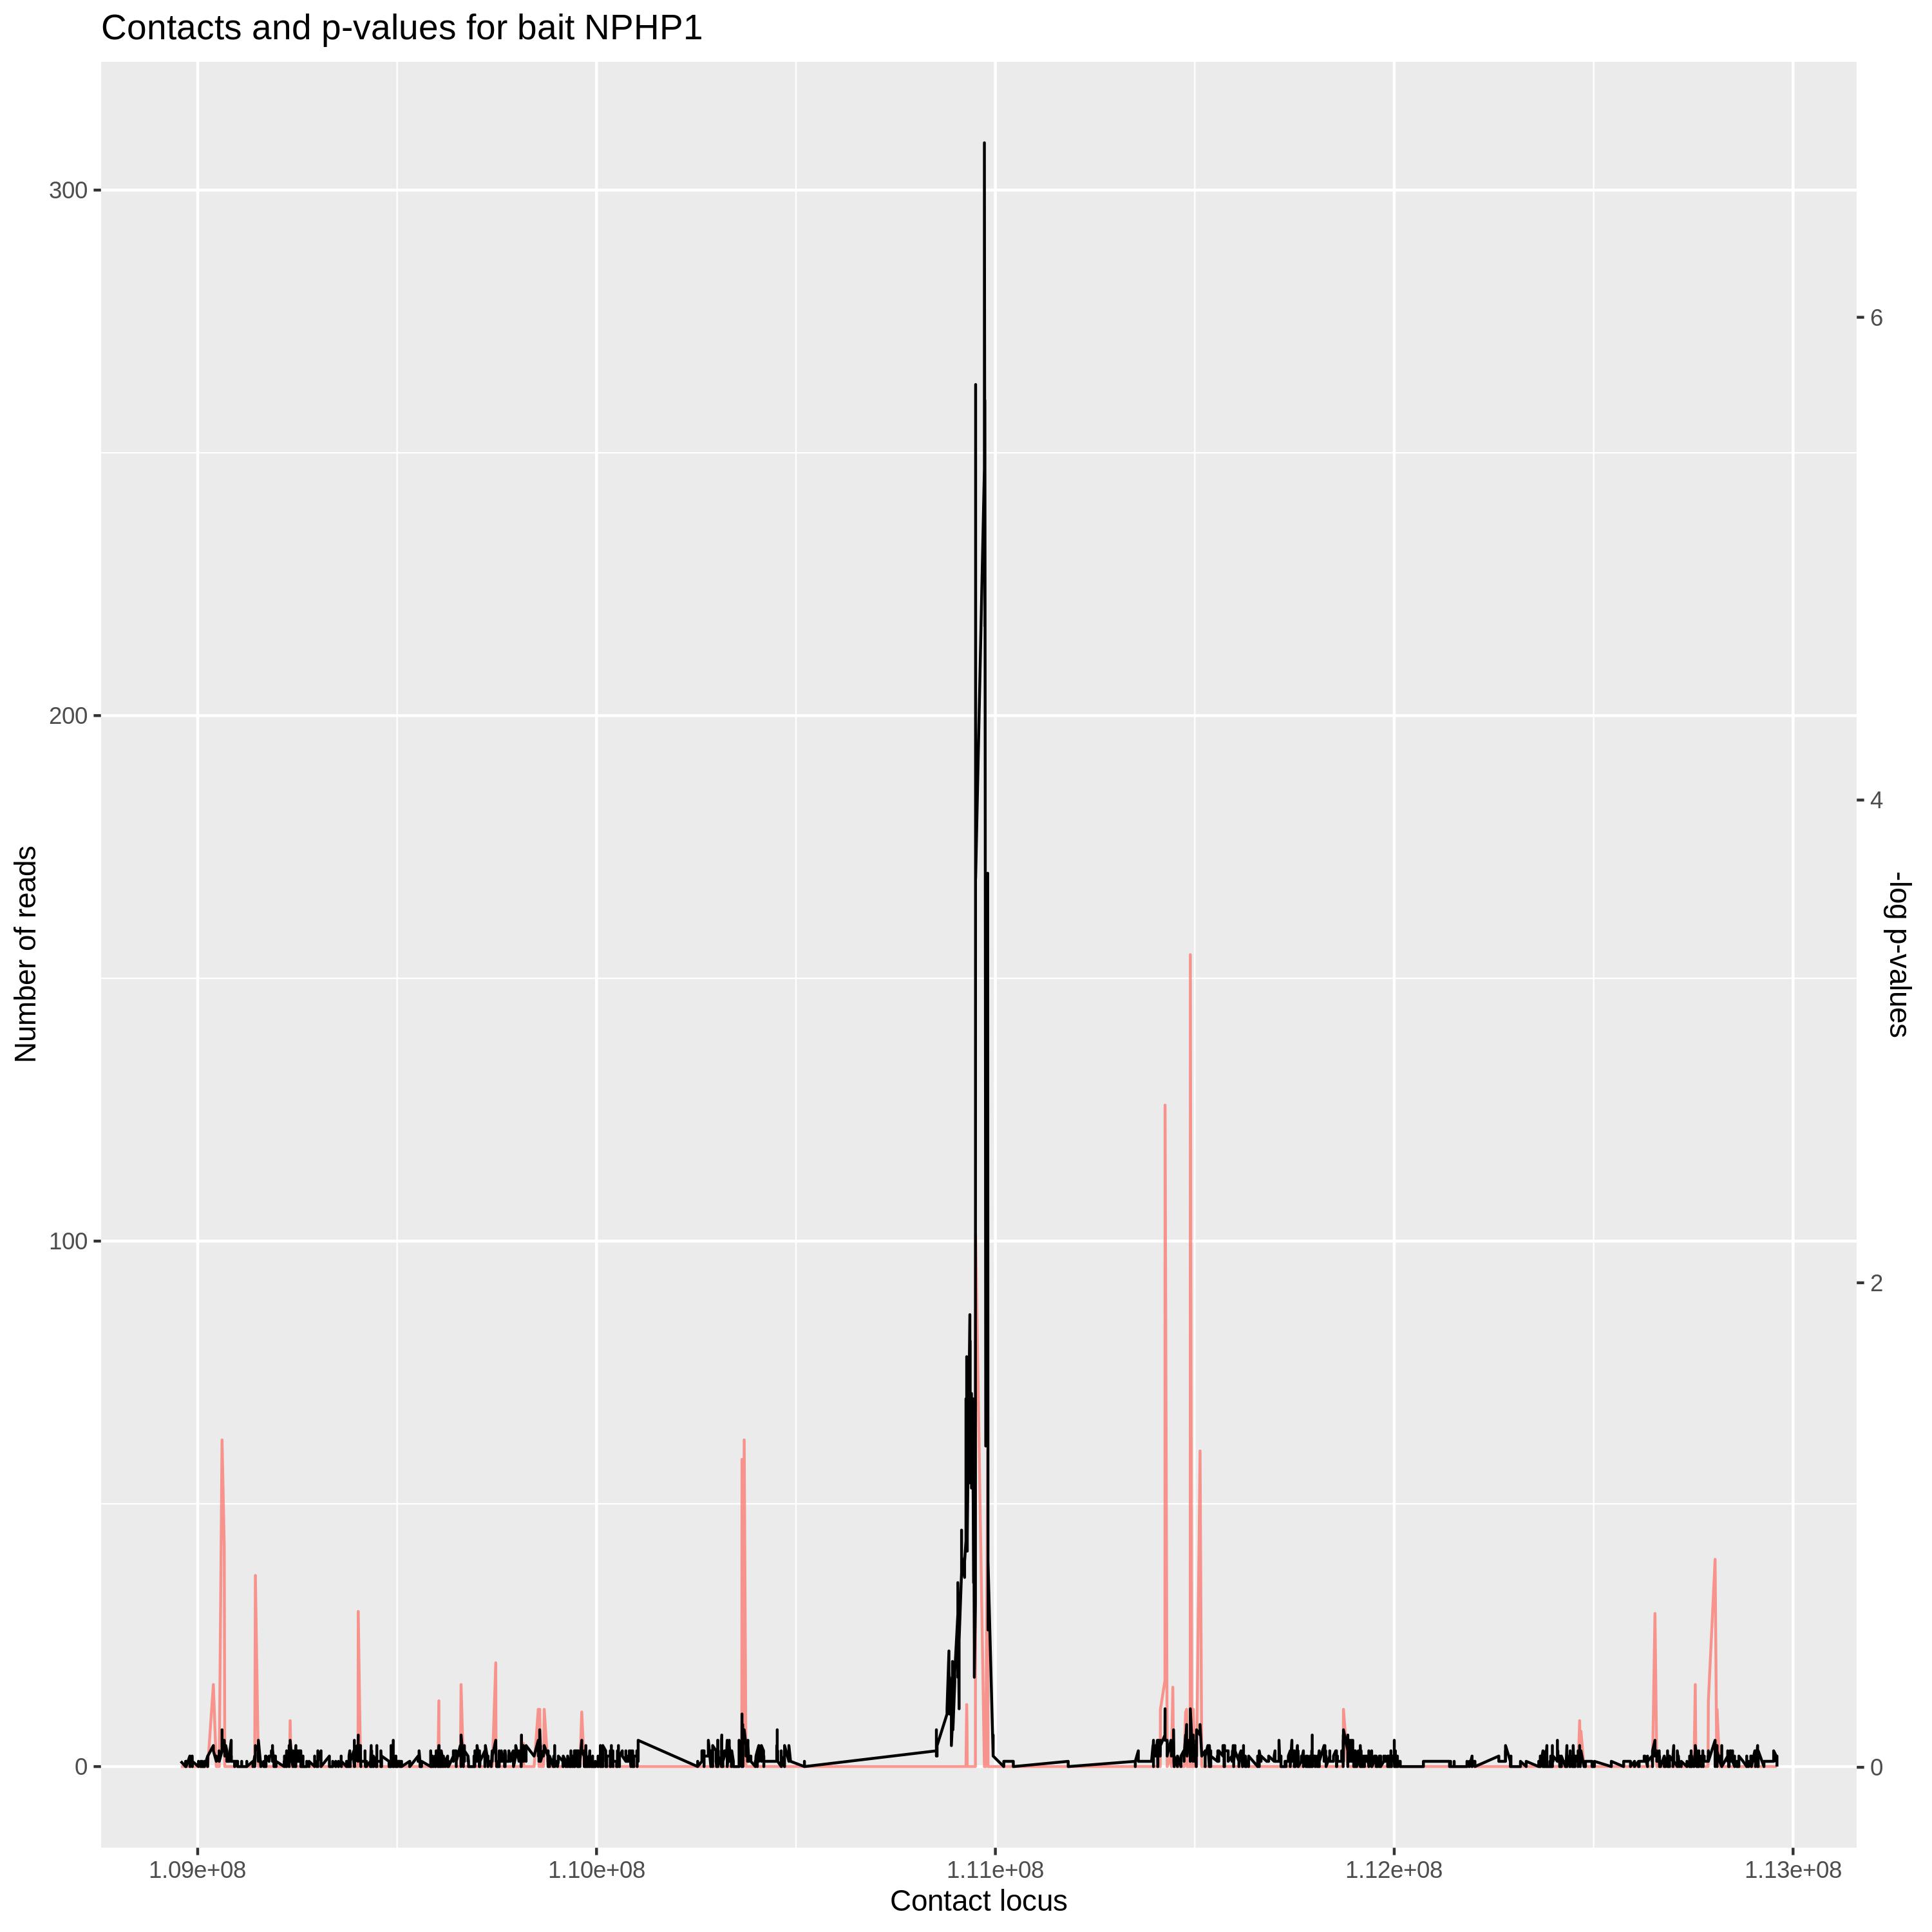 Contacts and p-values for bait NPHP1
Number of reads
300
200
100
0
-log p-values
6
4
2
0
1.09e+08
1.10e+08
1.11e+08
1.12e+08
1.13e+08
Contact locus